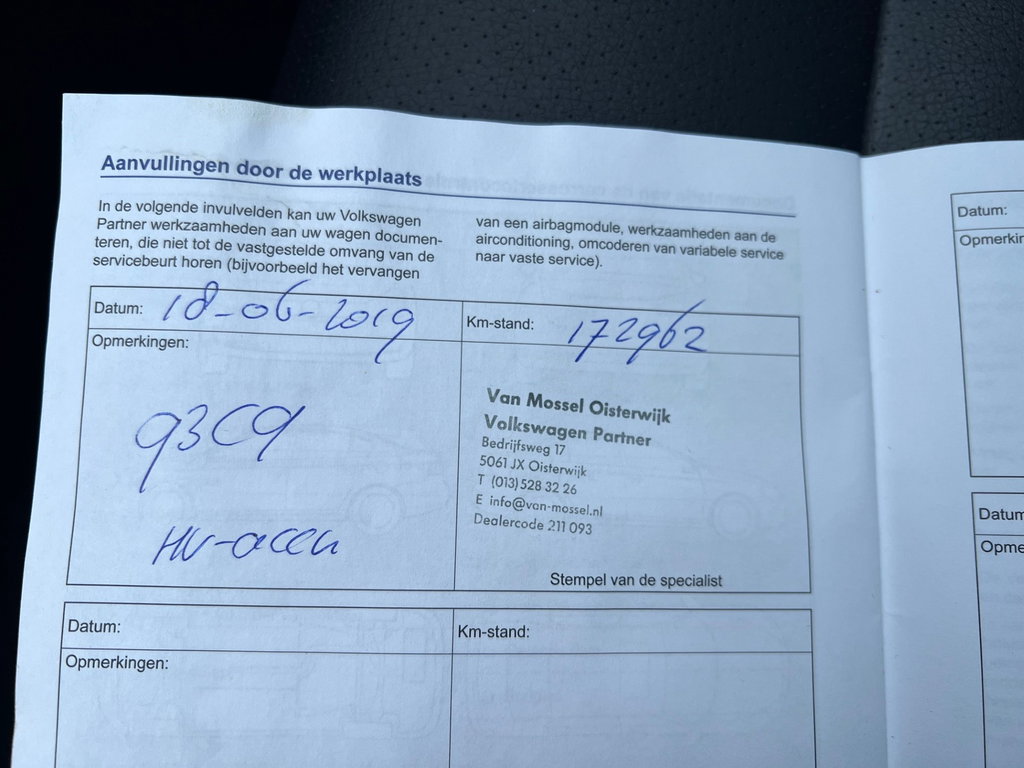 Aanvullingen door de werkplaats
In de volgende invulvelden kan uw Volkswagen
Partner werkzaamheden aan uw wagen documen-
teren, die niet tot de vastgestelde omvang van de
servicebeurt horen (bijvoorbeeld het vervangen
van een airbagmodule, werkzaamheden aan de
airconditioning, omcoderen van variabele service
naar vaste service).
Datum: 18-06-2019
Km-stand: 172962
Opmerkingen:
93C9
HV-accu
Van Mossel Oisterwijk
Volkswagen Partner
Bedrijfsweg 17
5061 JX Oisterwijk
T (013) 528 32 26
E info@van-mossel.nl
Dealercode 211 093
Stempel van de specialist
Datum:
Km-stand:
Opmerkingen:
Datum:
Opmerkin
Datum
Opme